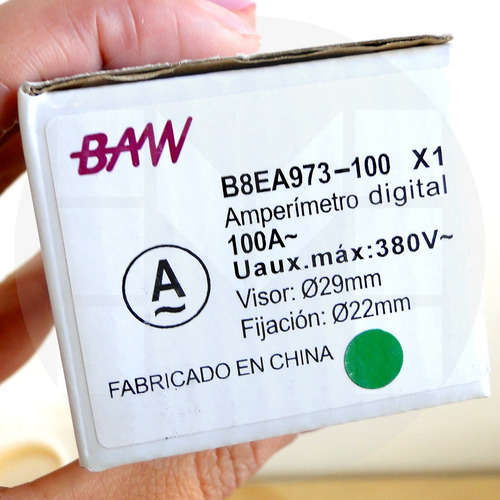 BAW
B8EA973-100 X1
Amperímetro digital
100A~
Uaux.máx:380V~
Visor: Ø29mm
Fijación: Ø22mm
A
~
FABRICADO EN CHINA